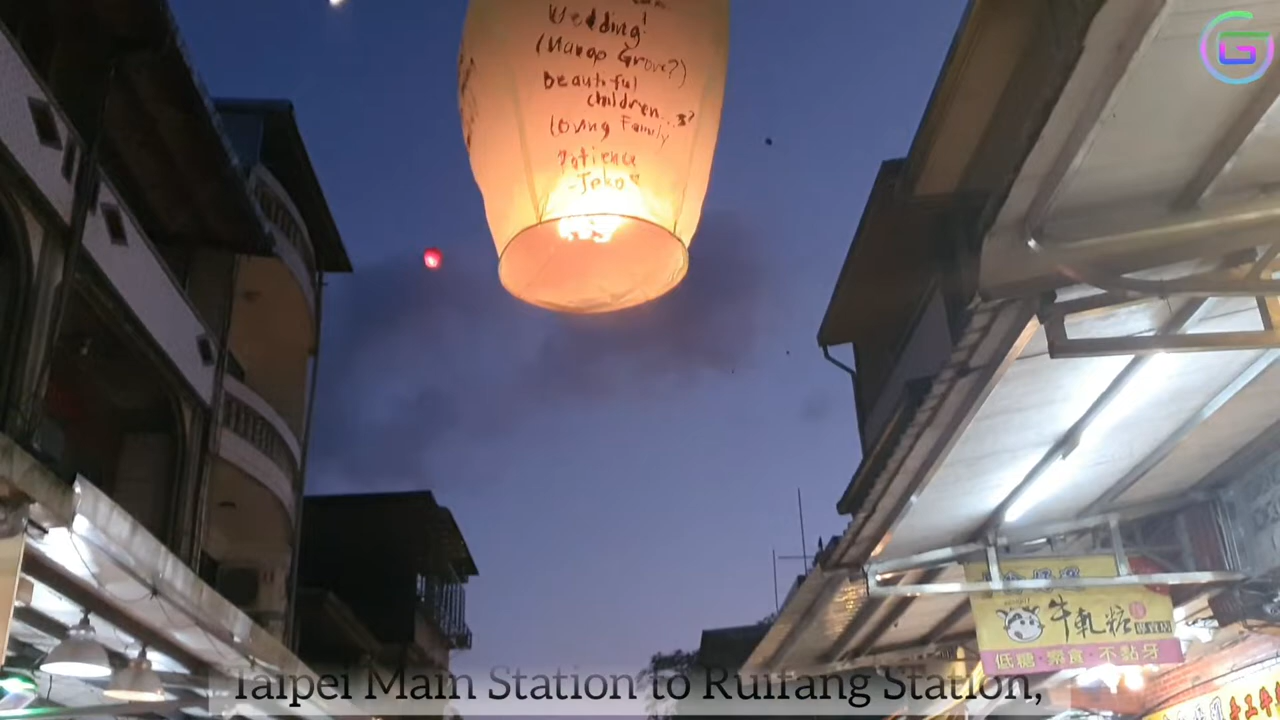 Wedding!
(Mango Grove?)
Beautiful
children...3?
Loving Family
Patience
牛軋糖
低糖·素食·不黏牙
Taipei Main Station to Ruifang Station,